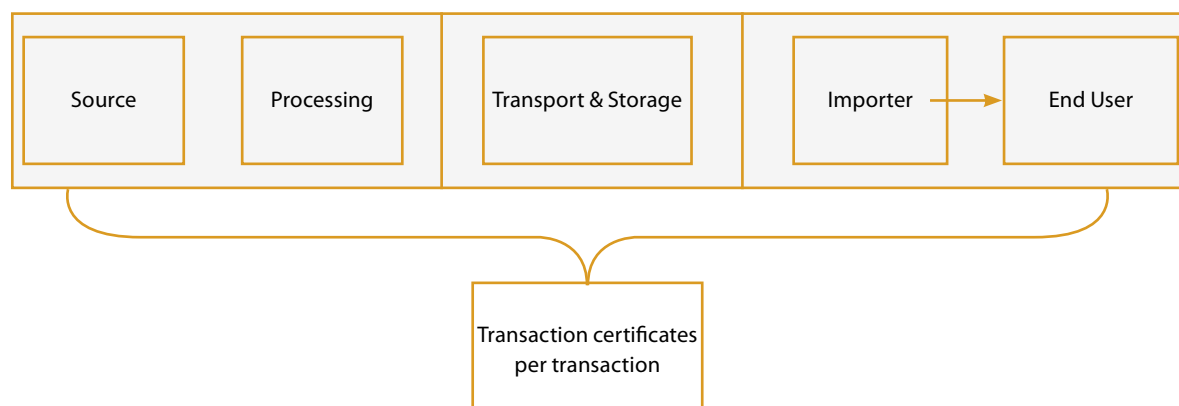 Source
Processing
Transport & Storage
Importer
End User
Transaction certificates
per transaction